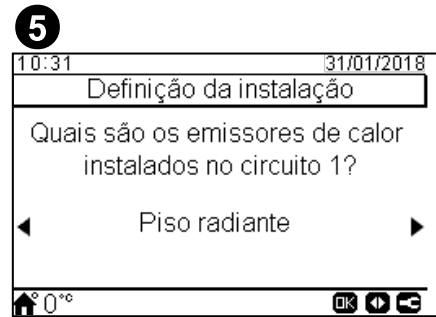 5
10:31 31/01/2018
Definição da instalação
Quais são os emissores de calor
instalados no circuito 1?
Piso radiante
0°C OK